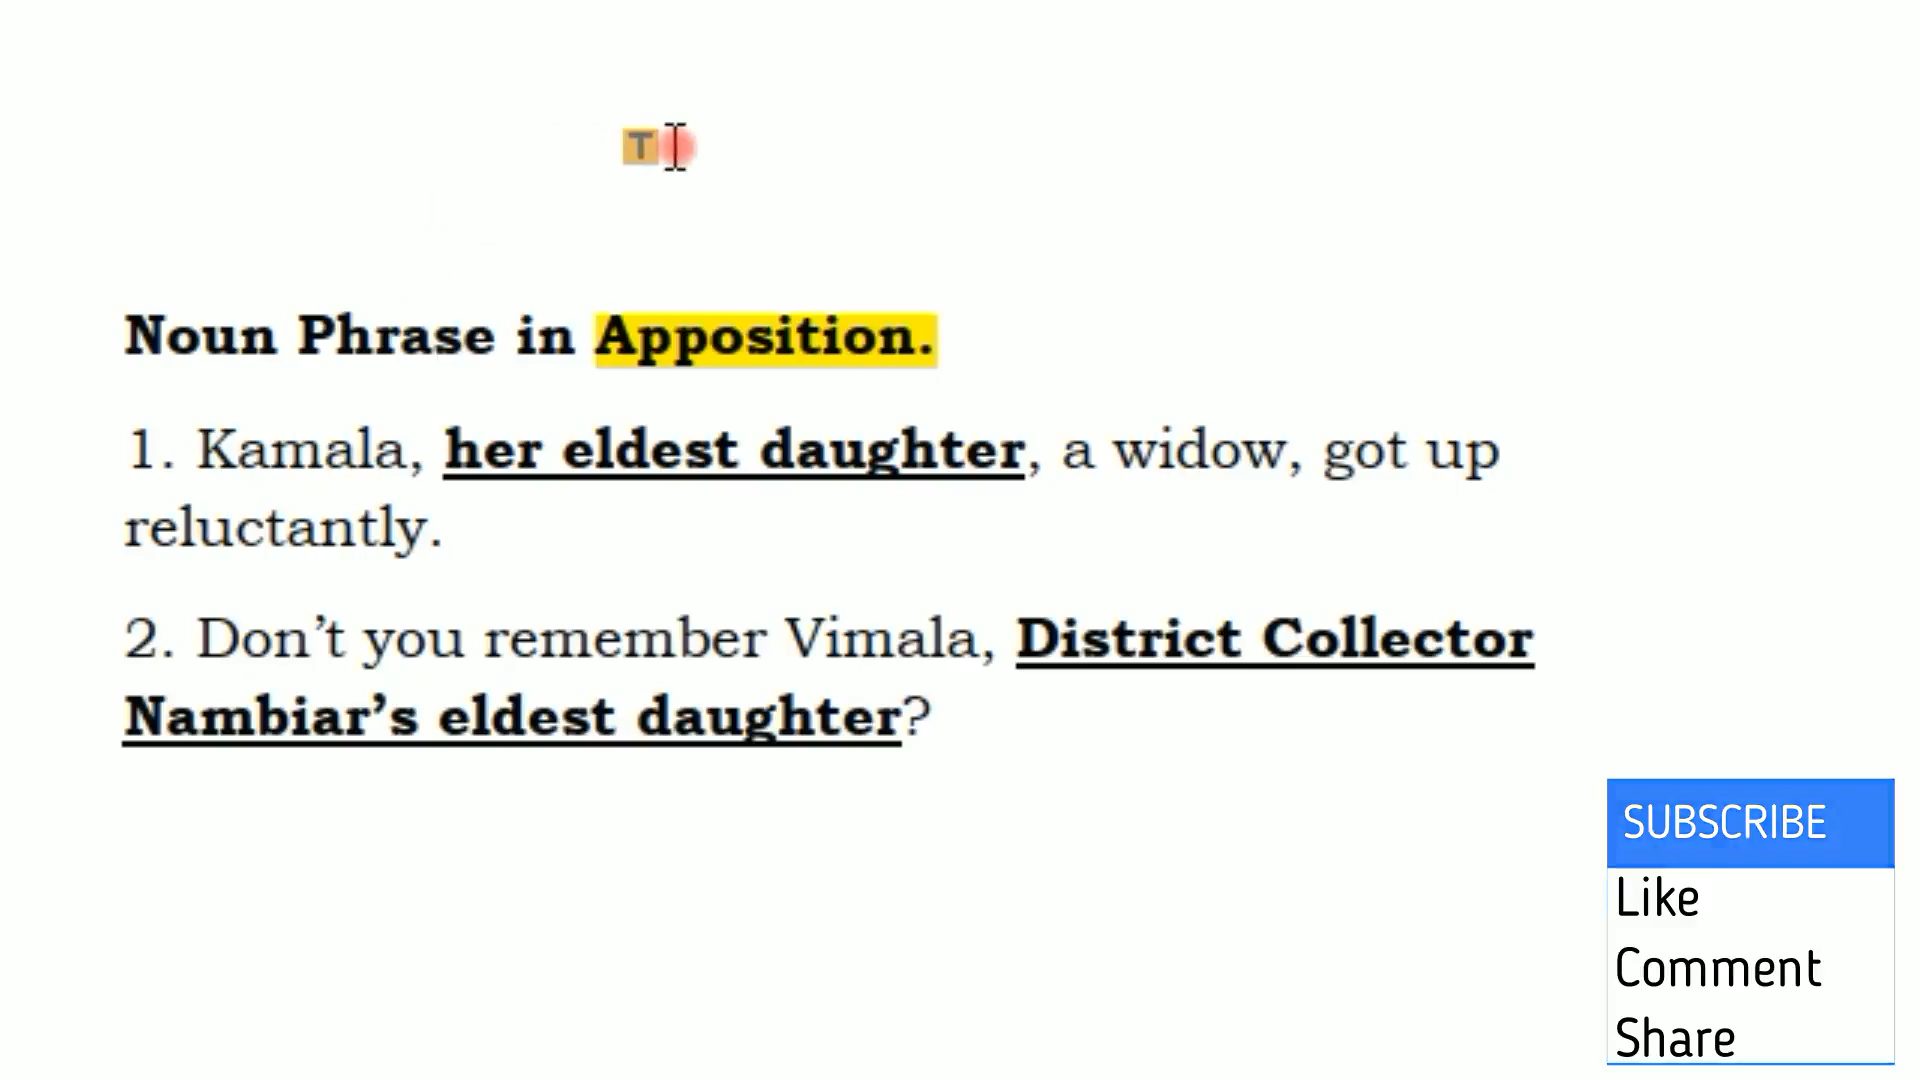 T
Noun Phrase in Apposition.
1. Kamala, her eldest daughter, a widow, got up
reluctantly.
2. Don’t you remember Vimala, District Collector
Nambiar’s eldest daughter?
SUBSCRIBE
Like
Comment
Share